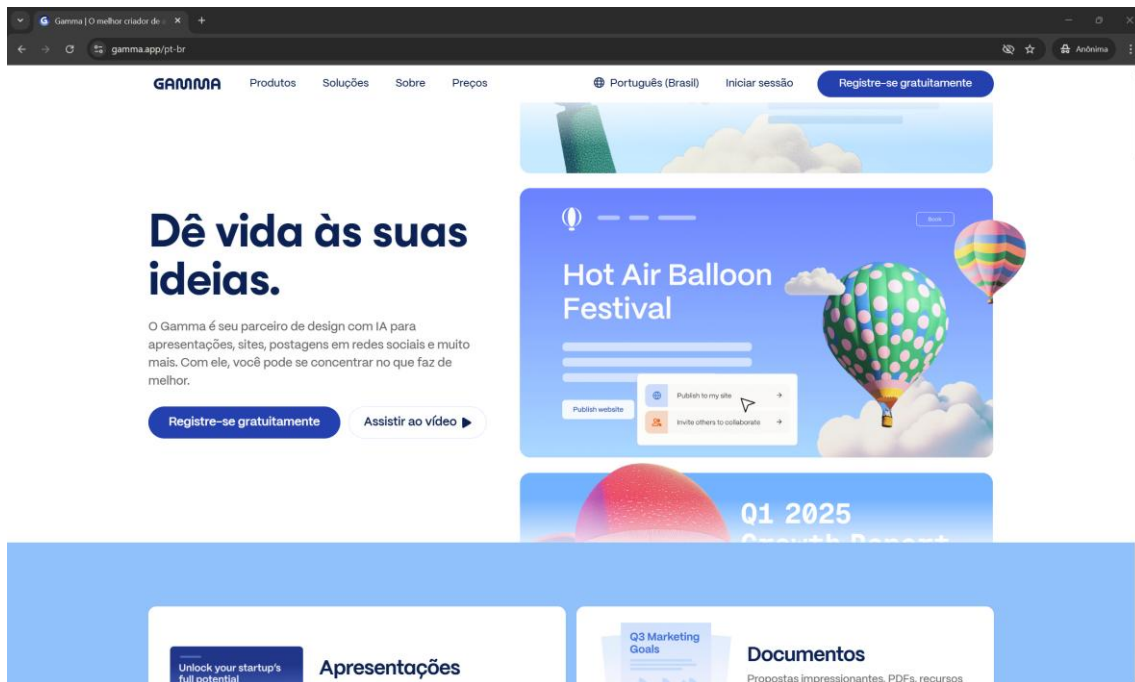 Gamma | O melhor criador de
gamma.app/pt-br
Anônima
GAMMA Produtos Soluções Sobre Preços Português (Brasil) Iniciar sessão Registre-se gratuitamente
Dê vida às suas
ideias.
O Gamma é seu parceiro de design com IA para
apresentações, sites, postagens em redes sociais e muito
mais. Com ele, você pode se concentrar no que faz de
melhor.
Registre-se gratuitamente Assistir ao vídeo
Book
Hot Air Balloon
Festival
Publish website
Publish to my site
Invite others to collaborate
Q1 2025
Growth Report
Unlock your startup's
full potential
Apresentações
Q3 Marketing
Goals
Documentos
Propostas impressionantes, PDFs, recursos